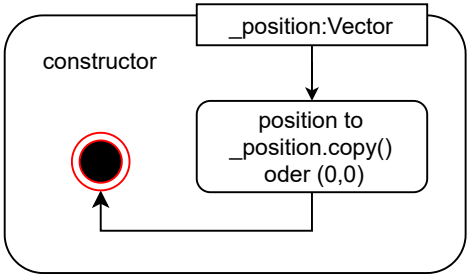 _position:Vector
constructor
position to
_position.copy()
oder (0,0)